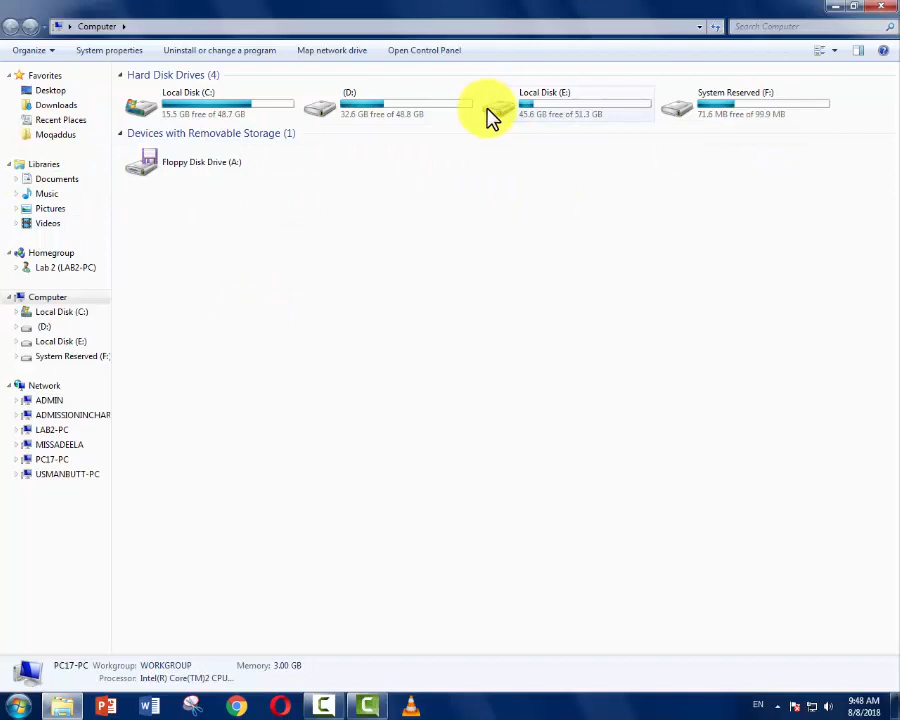 Computer
Search Computer
Organize
System properties
Uninstall or change a program
Map network drive
Open Control Panel
Favorites
Desktop
Downloads
Recent Places
Moqaddus
Libraries
Documents
Music
Pictures
Videos
Homegroup
Lab 2 (LAB2-PC)
Computer
Local Disk (C:)
(D:)
Local Disk (E:)
System Reserved (F:
Network
ADMIN
ADMISSIONINCHAR
LAB2-PC
MISSADEELA
PC17-PC
USMANBUTT-PC
Hard Disk Drives (4)
Local Disk (C:)
15.5 GB free of 48.7 GB
(D:)
32.6 GB free of 48.8 GB
Local Disk (E:)
45.6 GB free of 51.3 GB
System Reserved (F:)
71.6 MB free of 99.9 MB
Devices with Removable Storage (1)
Floppy Disk Drive (A:)
PC17-PC Workgroup: WORKGROUP Memory: 3.00 GB
Processor: Intel(R) Core(TM)2 CPU...
EN
9:48 AM
8/8/2018